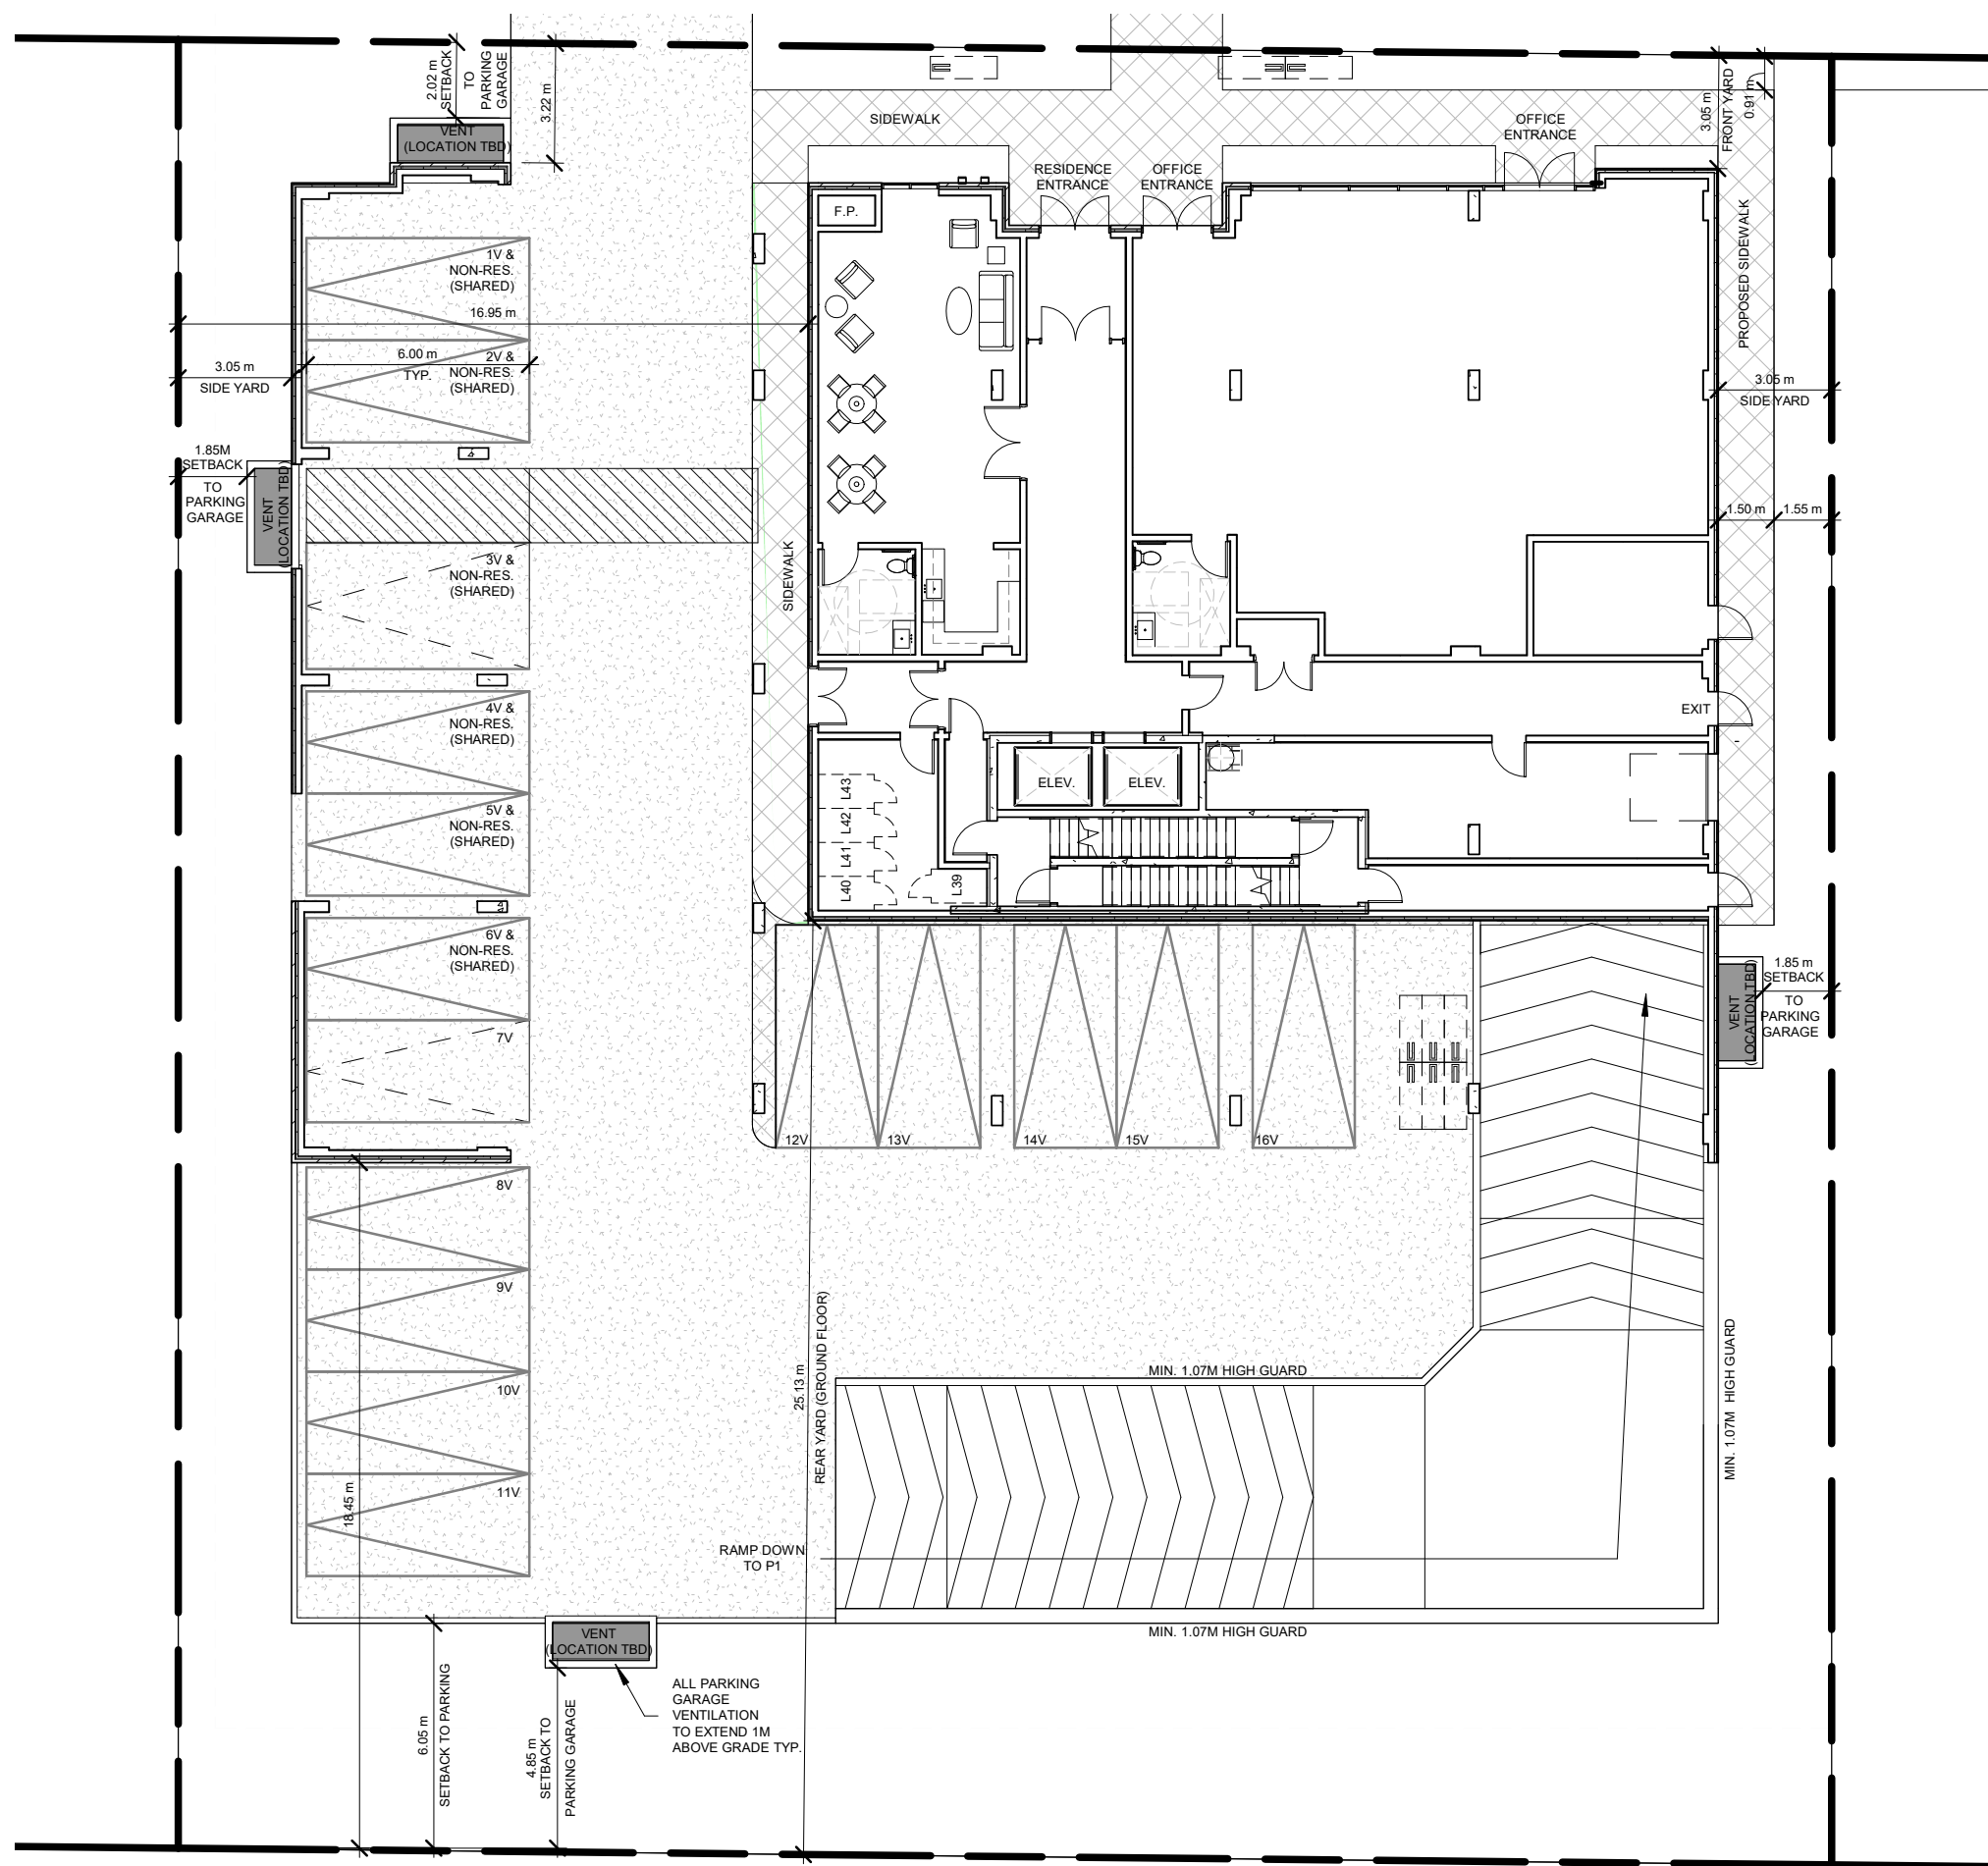 2.02 m
SETBACK
TO
PARKING
GARAGE
3.22 m
VENT
(LOCATION TBD)
SIDEWALK
OFFICE
ENTRANCE
3.05 m
FRONT YARD
0.91 m
RESIDENCE
ENTRANCE
OFFICE
ENTRANCE
F.P.
PROPOSED SIDEWALK
1V &
NON-RES.
(SHARED)
16.95 m
6.00 m
TYP.
2V &
NON-RES.
(SHARED)
3.05 m
SIDE YARD
3.05 m
SIDE YARD
1.85M
SETBACK
TO
PARKING
GARAGE
VENT
(LOCATION TBD)
1.50 m
1.55 m
3V &
NON-RES.
(SHARED)
SIDEWALK
4V &
NON-RES.
(SHARED)
EXIT
5V &
NON-RES.
(SHARED)
ELEV.
ELEV.
L43
L42
L41
L40
L39
6V &
NON-RES.
(SHARED)
7V
1.85 m
SETBACK
TO
PARKING
GARAGE
VENT
(LOCATION TBD)
12V
13V
14V
15V
16V
8V
9V
10V
11V
18.45 m
25.13 m
REAR YARD (GROUND FLOOR)
MIN. 1.07M HIGH GUARD
MIN. 1.07M HIGH GUARD
RAMP DOWN
TO P1
MIN. 1.07M HIGH GUARD
VENT
(LOCATION TBD)
ALL PARKING
GARAGE
VENTILATION
TO EXTEND 1M
ABOVE GRADE TYP.
6.05 m
SETBACK TO PARKING
4.85 m
SETBACK TO
PARKING GARAGE